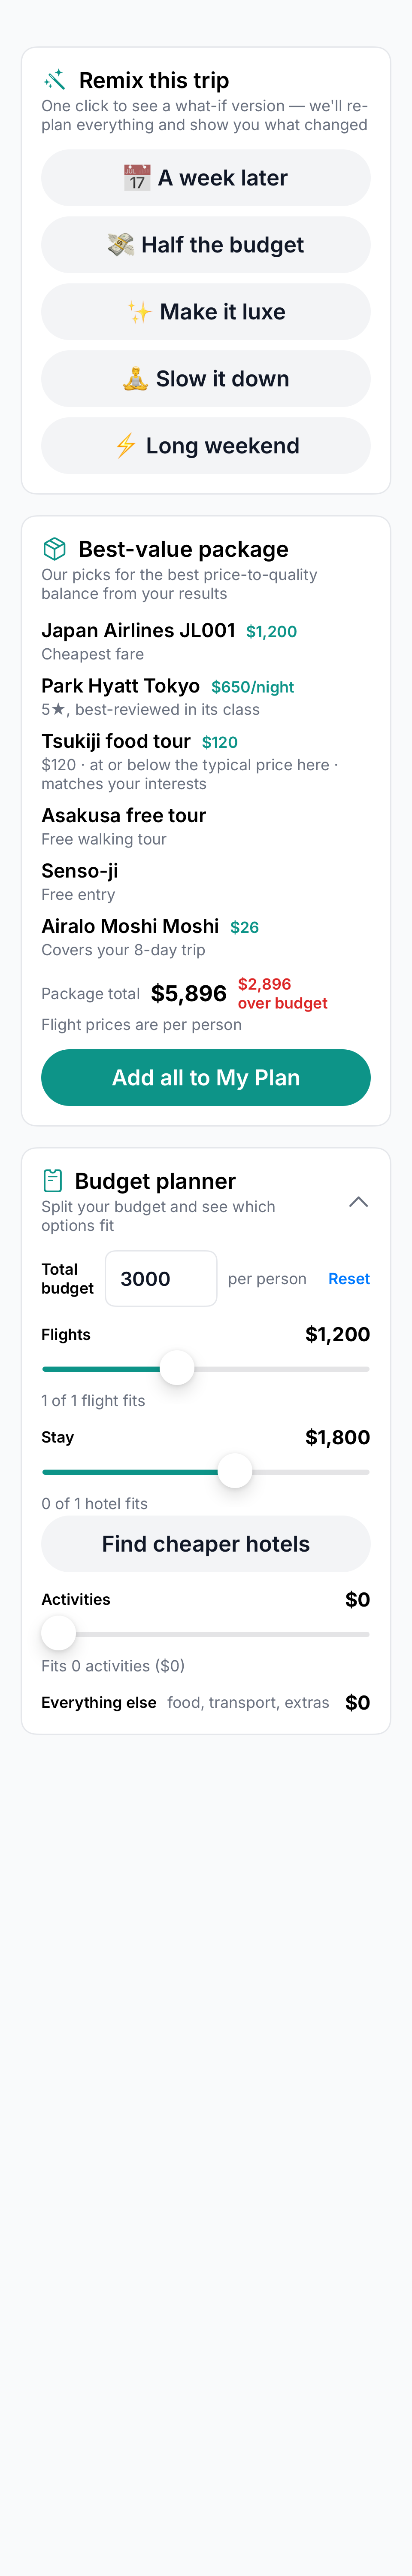 Remix this trip
One click to see a what-if version — we'll re-
plan everything and show you what changed
JUL 17 A week later
Half the budget
Make it luxe
Slow it down
Long weekend
Best-value package
Our picks for the best price-to-quality
balance from your results
Japan Airlines JL001 $1,200
Cheapest fare
Park Hyatt Tokyo $650/night
5★, best-reviewed in its class
Tsukiji food tour $120
$120 · at or below the typical price here ·
matches your interests
Asakusa free tour
Free walking tour
Senso-ji
Free entry
Airalo Moshi Moshi $26
Covers your 8-day trip
Package total $5,896 $2,896
over budget
Flight prices are per person
Add all to My Plan
Budget planner
Split your budget and see which
options fit
Total
budget
3000 per person Reset
Flights $1,200
1 of 1 flight fits
Stay $1,800
0 of 1 hotel fits
Find cheaper hotels
Activities $0
Fits 0 activities ($0)
Everything else food, transport, extras $0